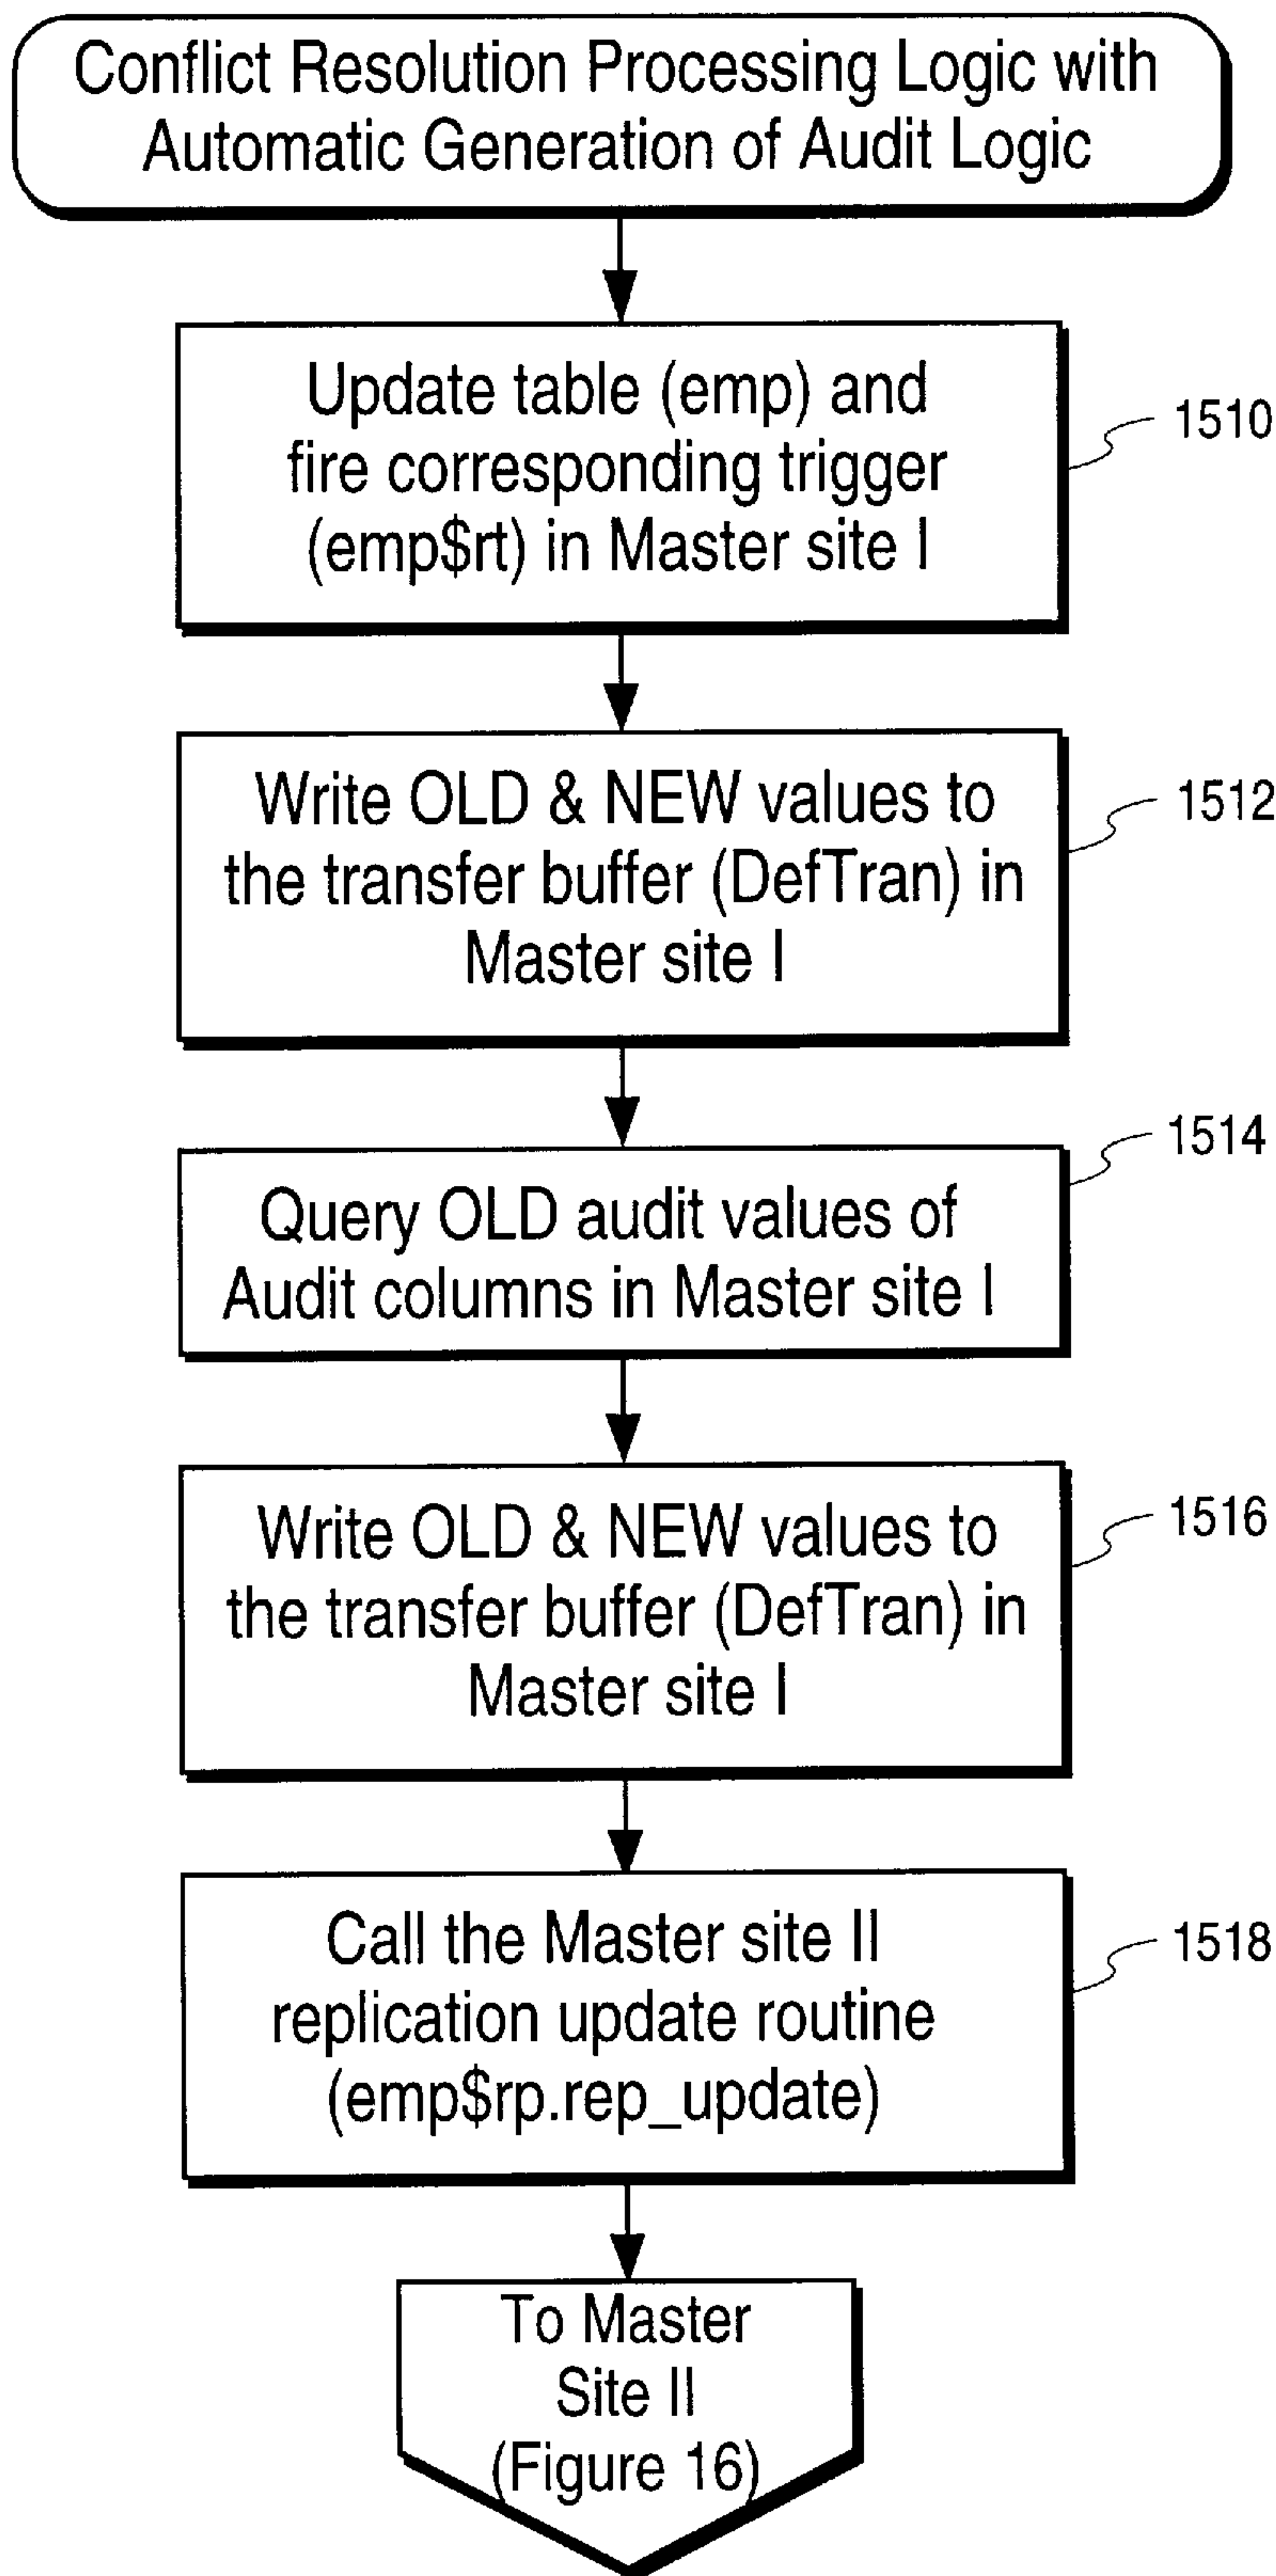 Conflict Resolution Processing Logic with
Automatic Generation of Audit Logic
Update table (emp) and
fire corresponding trigger
(emp$rt) in Master site I
1510
Write OLD & NEW values to
the transfer buffer (DefTran) in
Master site I
1512
Query OLD audit values of
Audit columns in Master site I
1514
Write OLD & NEW values to
the transfer buffer (DefTran) in
Master site I
1516
Call the Master site II
replication update routine
(emp$rp.rep_update)
1518
To Master
Site II
(Figure 16)